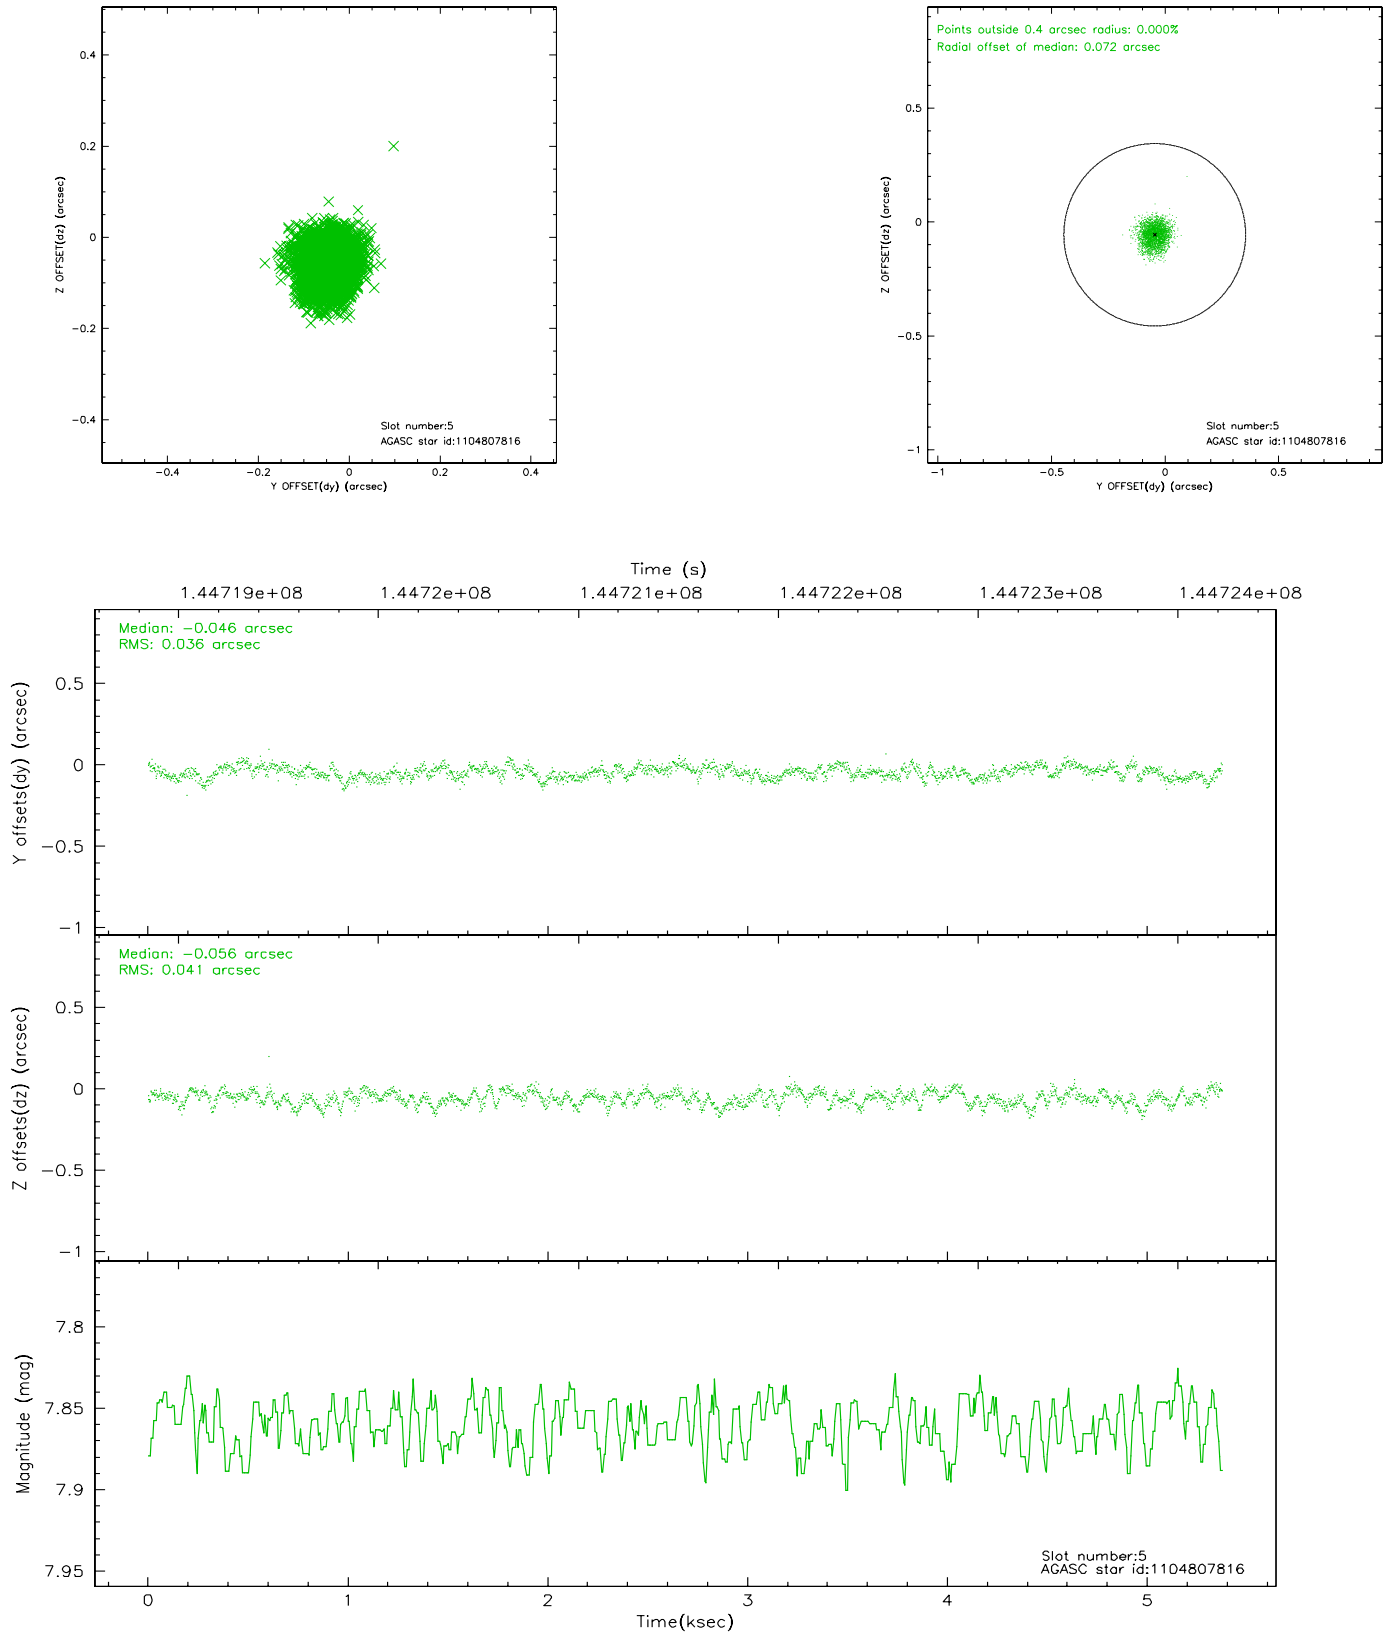 0.4
0.2
0
−0.2
−0.4
Z OFFSET(dz) (arcsec)
Slot number:5
AGASC star id:1104807816
−0.4 −0.2 0 0.2 0.4
Y OFFSET(dy) (arcsec)
Points outside 0.4 arcsec radius: 0.000%
Radial offset of median: 0.072 arcsec
0.5
0
−0.5
−1
Z OFFSET(dz) (arcsec)
Slot number:5
AGASC star id:1104807816
−1 −0.5 0 0.5
Y OFFSET(dy) (arcsec)
Time (s)
1.44719e+08 1.4472e+08 1.44721e+08 1.44722e+08 1.44723e+08 1.44724e+08
Median: −0.046 arcsec
RMS: 0.036 arcsec
0.5
0
−0.5
−1
Y offsets(dy) (arcsec)
Median: −0.056 arcsec
RMS: 0.041 arcsec
0.5
0
−0.5
−1
Z offsets(dz) (arcsec)
7.8
7.85
7.9
7.95
Magnitude (mag)
Slot number:5
AGASC star id:1104807816
0 1 2 3 4 5
Time(ksec)